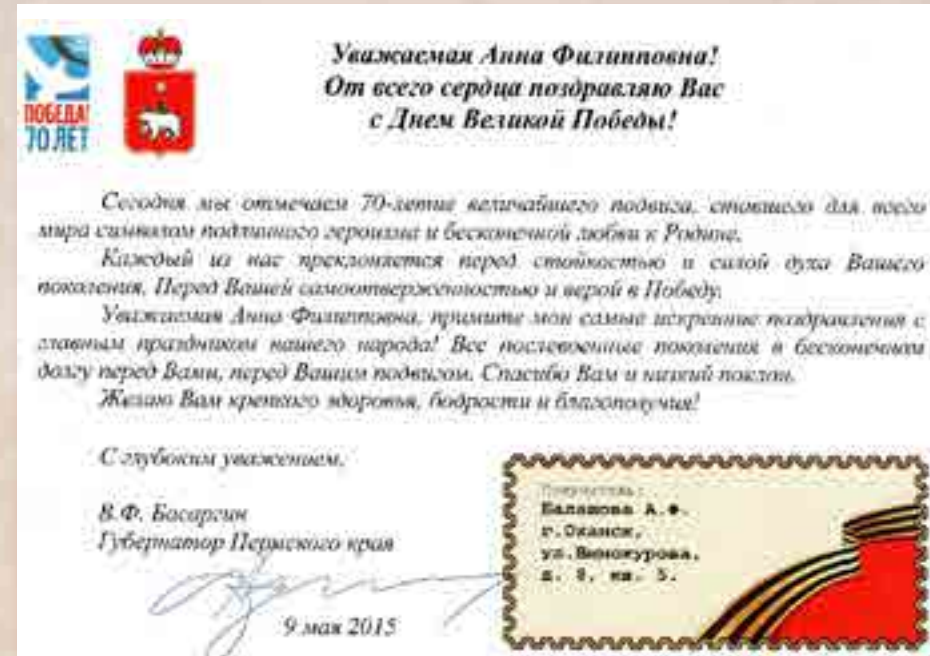 ПОБЕДА!
70 ЛЕТ
Уважаемая Анна Филипповна!
От всего сердца поздравляю Вас
с Днем Великой Победы!
Сегодня мы отмечаем 70-летие величайшего подвига, ставшего для всего
мира символом подлинного героизма и бесконечной любви к Родине.
Каждый из нас преклоняется перед стойкостью и силой духа Вашего
поколения. Перед Вашей самоотверженностью и верой в Победу.
Уважаемая Анна Филипповна, примите мои самые искренние поздравления с
главным праздником нашего народа! Все послевоенные поколения в бесконечном
долгу перед Вами, перед Вашим подвигом. Спасибо Вам и низкий поклон.
Желаю Вам крепкого здоровья, бодрости и благополучия!
С глубоким уважением,
В.Ф. Басаргин
Губернатор Пермского края
9 мая 2015
Получатель:
А.Ф.
г.Оханск,
ул.Винокурова,
д. 8, кв. 5.